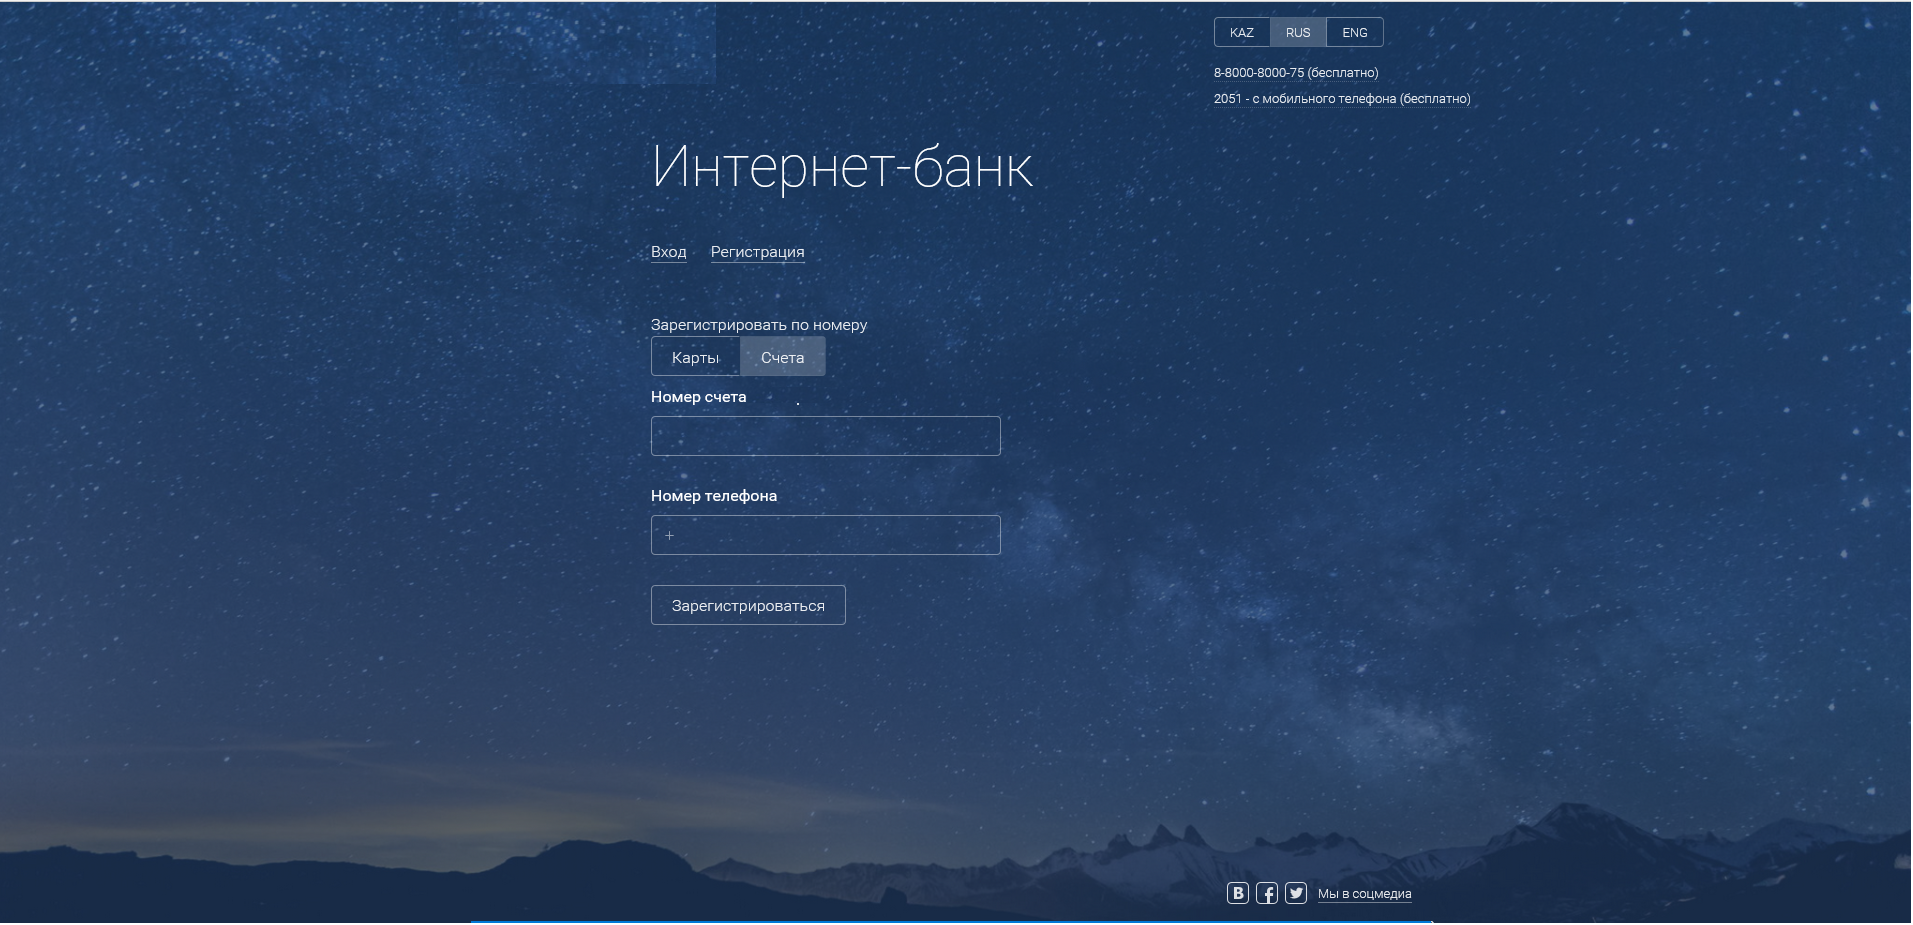 KAZ RUS ENG
8-8000-8000-75 (бесплатно)
2051 - с мобильного телефона (бесплатно)
Интернет-банк
Вход Регистрация
Зарегистрировать по номеру
Карты Счета
Номер счета
Номер телефона
+
Зарегистрироваться
Мы в соцмедиа